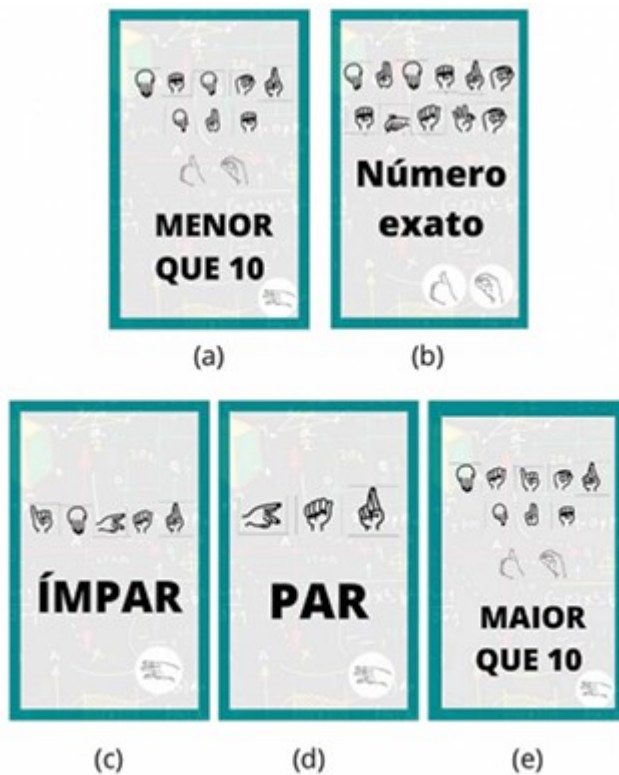 MENOR
QUE 10
Número
exato
(a)
(b)
ÍMPAR
PAR
MAIOR
QUE 10
(c)
(d)
(e)